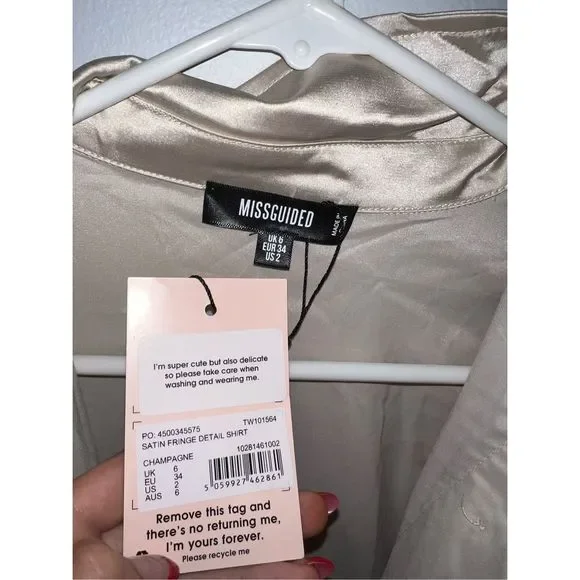 MISSGUIDED
MADE IN
UK 6
EUR 34
US 2
I'm super cute but also delicate
so please take care when
washing and wearing me.
PO: 4500345575 TW101564
SATIN FRINGE DETAIL SHIRT
CHAMPAGNE 10281461002
UK 6
EU 34
US 2
AUS 6
5 059927 462861
Remove this tag and
there's no returning me,
I'm yours forever.
Please recycle me